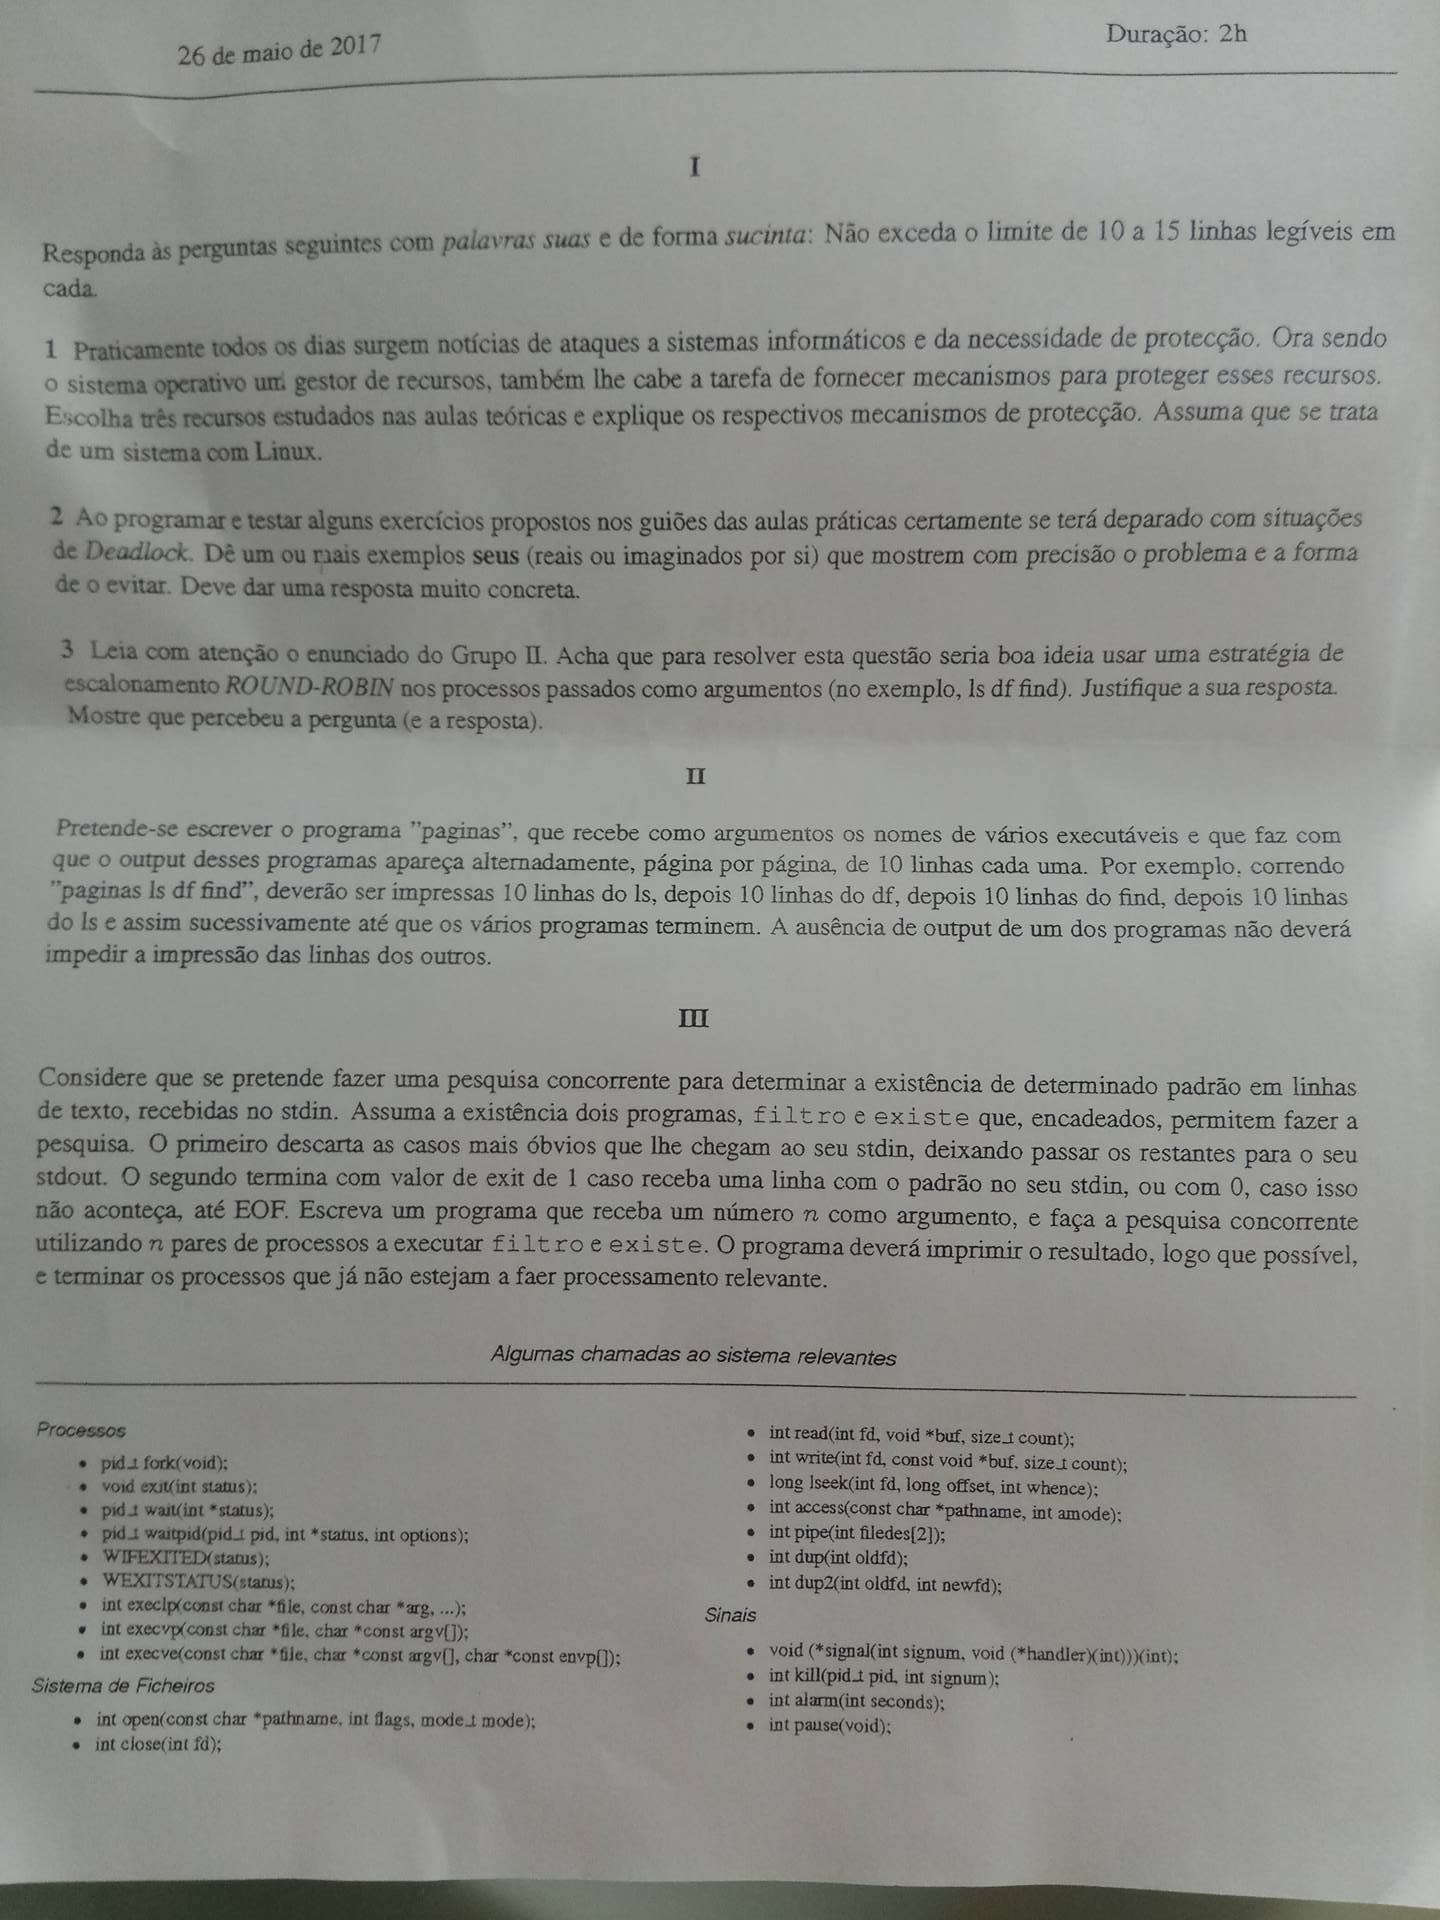 26 de maio de 2017
Duração: 2h
I
Responda às perguntas seguintes com palavras suas e de forma sucinta: Não exceda o limite de 10 a 15 linhas legíveis em
cada.
1 Praticamente todos os dias surgem notícias de ataques a sistemas informáticos e da necessidade de protecção. Ora sendo
o sistema operativo um gestor de recursos, também lhe cabe a tarefa de fornecer mecanismos para proteger esses recursos.
Escolha três recursos estudados nas aulas teóricas e explique os respectivos mecanismos de protecção. Assuma que se trata
de um sistema com Linux.
2 Ao programar e testar alguns exercícios propostos nos guiões das aulas práticas certamente se terá deparado com situações
de Deadlock. Dê um ou mais exemplos seus (reais ou imaginados por si) que mostrem com precisão o problema e a forma
de o evitar. Deve dar uma resposta muito concreta.
3 Leia com atenção o enunciado do Grupo II. Acha que para resolver esta questão seria boa ideia usar uma estratégia de
escalonamento ROUND-ROBIN nos processos passados como argumentos (no exemplo, ls df find). Justifique a sua resposta.
Mostre que percebeu a pergunta (e a resposta).
II
Pretende-se escrever o programa ”paginas”, que recebe como argumentos os nomes de vários executáveis e que faz com
que o output desses programas apareça alternadamente, página por página, de 10 linhas cada uma. Por exemplo, correndo
”paginas ls df find”, deverão ser impressas 10 linhas do ls, depois 10 linhas do df, depois 10 linhas do find, depois 10 linhas
do ls e assim sucessivamente até que os vários programas terminem. A ausência de output de um dos programas não deverá
impedir a impressão das linhas dos outros.
III
Considere que se pretende fazer uma pesquisa concorrente para determinar a existência de determinado padrão em linhas
de texto, recebidas no stdin. Assuma a existência dois programas, filtro e existe que, encadeados, permitem fazer a
pesquisa. O primeiro descarta as casos mais óbvios que lhe chegam ao seu stdin, deixando passar os restantes para o seu
stdout. O segundo termina com valor de exit de 1 caso receba uma linha com o padrão no seu stdin, ou com 0, caso isso
não aconteça, até EOF. Escreva um programa que receba um número n como argumento, e faça a pesquisa concorrente
utilizando n pares de processos a executar filtro e existe. O programa deverá imprimir o resultado, logo que possível,
e terminar os processos que já não estejam a faer processamento relevante.
Algumas chamadas ao sistema relevantes
Processos
• pid_t fork(void);
• void exit(int status);
• pid_t wait(int *status);
• pid_t waitpid(pid_t pid, int *status, int options);
• WIFEXITED(status);
• WEXITSTATUS(status);
• int execlp(const char *file, const char *arg, ...);
• int execvp(const char *file, char *const argv[]);
• int execve(const char *file, char *const argv[], char *const envp[]);
Sistema de Ficheiros
• int open(const char *pathname, int flags, mode_t mode);
• int close(int fd);
• int read(int fd, void *buf, size_t count);
• int write(int fd, const void *buf, size_t count);
• long lseek(int fd, long offset, int whence);
• int access(const char *pathname, int amode);
• int pipe(int filedes[2]);
• int dup(int oldfd);
• int dup2(int oldfd, int newfd);
Sinais
• void (*signal(int signum, void (*handler)(int)))(int);
• int kill(pid_t pid, int signum);
• int alarm(int seconds);
• int pause(void);